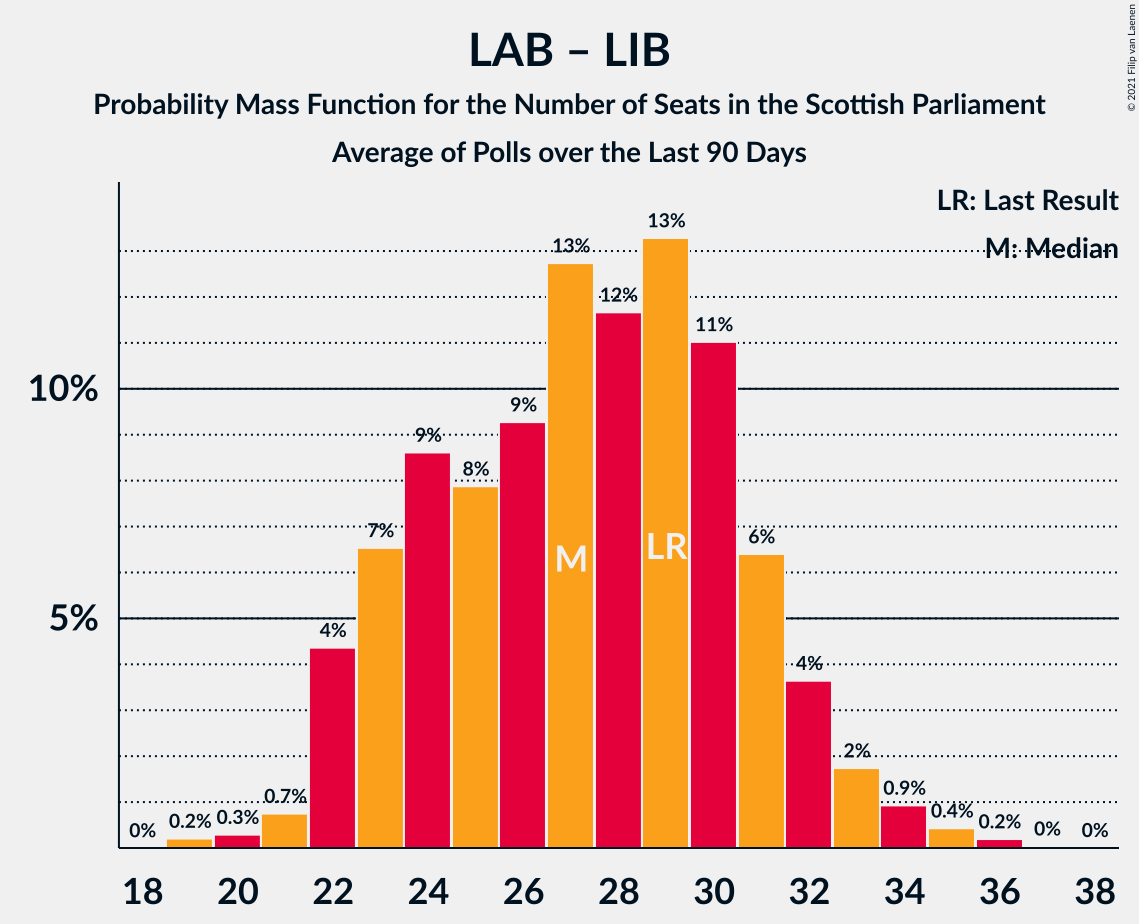 LAB – LIB
Probability Mass Function for the Number of Seats in the Scottish Parliament
Average of Polls over the Last 90 Days
© 2021 Filip van Laenen
LR: Last Result
M: Median
10%
5%
0%
0.2%
0.3%
0.7%
4%
7%
9%
8%
9%
13%
12%
13%
11%
6%
4%
2%
0.9%
0.4%
0.2%
0%
0%
M
LR
18 20 22 24 26 28 30 32 34 36 38